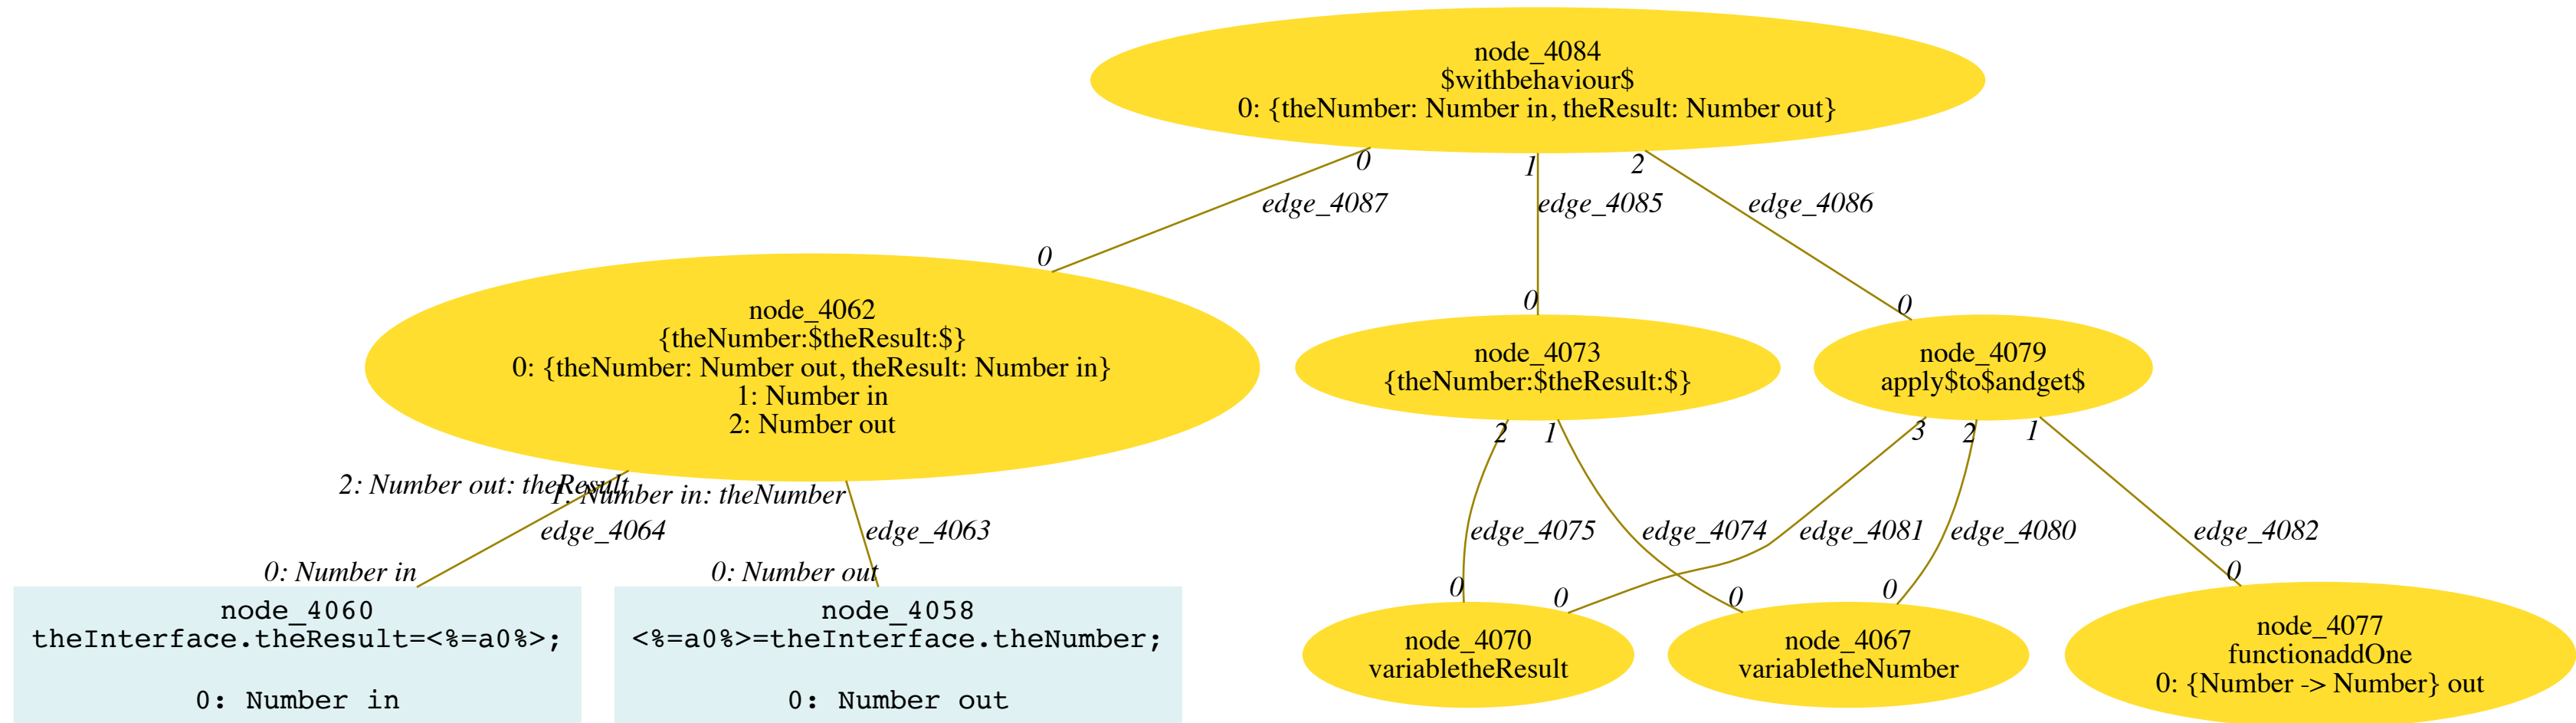 node_4084
$withbehaviour$
0: {theNumber: Number in, theResult: Number out}
0
1
2
edge_4087
edge_4085
edge_4086
0
0
0
node_4062
{theNumber:$theResult:$}
0: {theNumber: Number out, theResult: Number in}
1: Number in
2: Number out
node_4073
{theNumber:$theResult:$}
node_4079
apply$to$andget$
2: Number out: theResult
1: Number in: theNumber
2
1
3
2
1
edge_4064
edge_4063
edge_4075
edge_4074
edge_4081
edge_4080
edge_4082
0: Number in
0: Number out
0
0
0
0
0
node_4060
theInterface.theResult=<%=a0%>;
0: Number in
node_4058
<%=a0%>=theInterface.theNumber;
0: Number out
node_4070
variabletheResult
node_4067
variabletheNumber
node_4077
functionaddOne
0: {Number -> Number} out